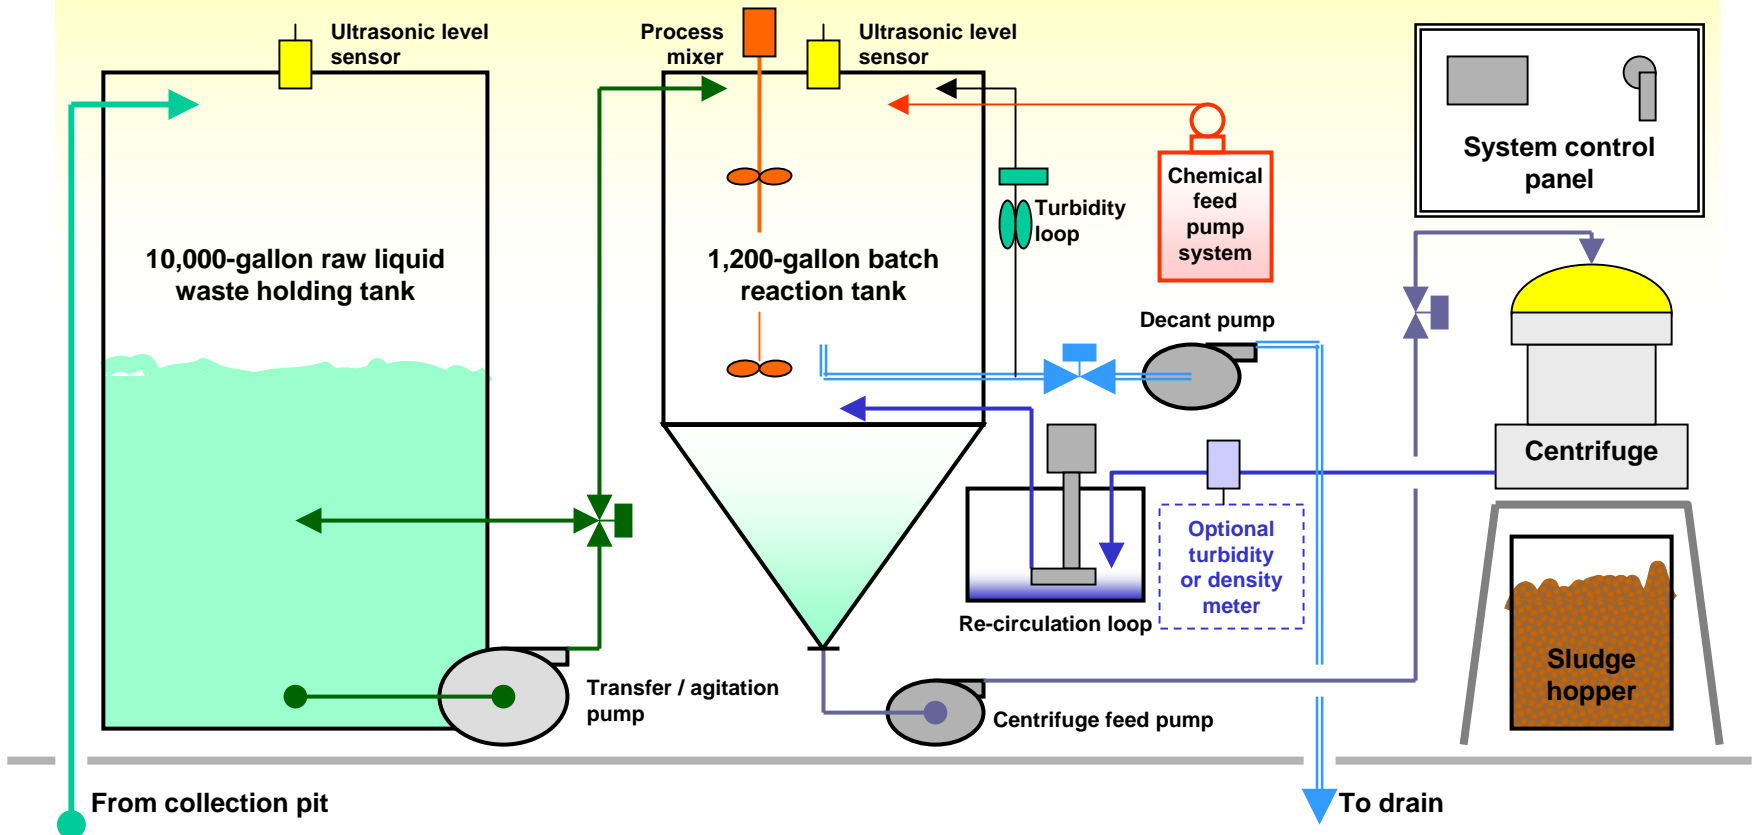 Ultrasonic level
sensor
Process
mixer
Ultrasonic level
sensor
System control
panel
Chemical
feed
pump
system
Turbidity
loop
10,000-gallon raw liquid
waste holding tank
1,200-gallon batch
reaction tank
Decant pump
Centrifuge
Optional
turbidity
or density
meter
Re-circulation loop
Sludge
hopper
Transfer / agitation
pump
Centrifuge feed pump
From collection pit
To drain